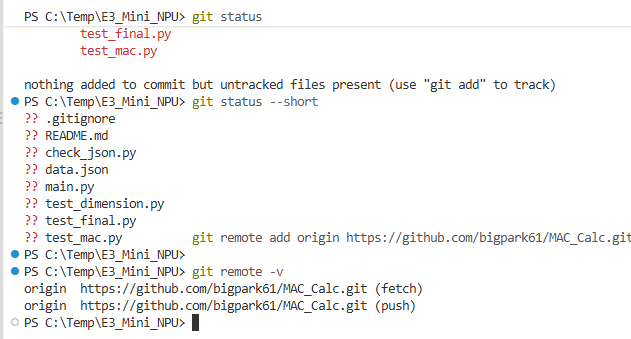 PS C:\Temp\E3_Mini_NPU> git status
test_final.py
test_mac.py
nothing added to commit but untracked files present (use "git add" to track)
PS C:\Temp\E3_Mini_NPU> git status --short
?? .gitignore
?? README.md
?? check_json.py
?? data.json
?? main.py
?? test_dimension.py
?? test_final.py
?? test_mac.py git remote add origin https://github.com/bigpark61/MAC_Calc.git
PS C:\Temp\E3_Mini_NPU>
PS C:\Temp\E3_Mini_NPU> git remote -v
origin https://github.com/bigpark61/MAC_Calc.git (fetch)
origin https://github.com/bigpark61/MAC_Calc.git (push)
PS C:\Temp\E3_Mini_NPU>